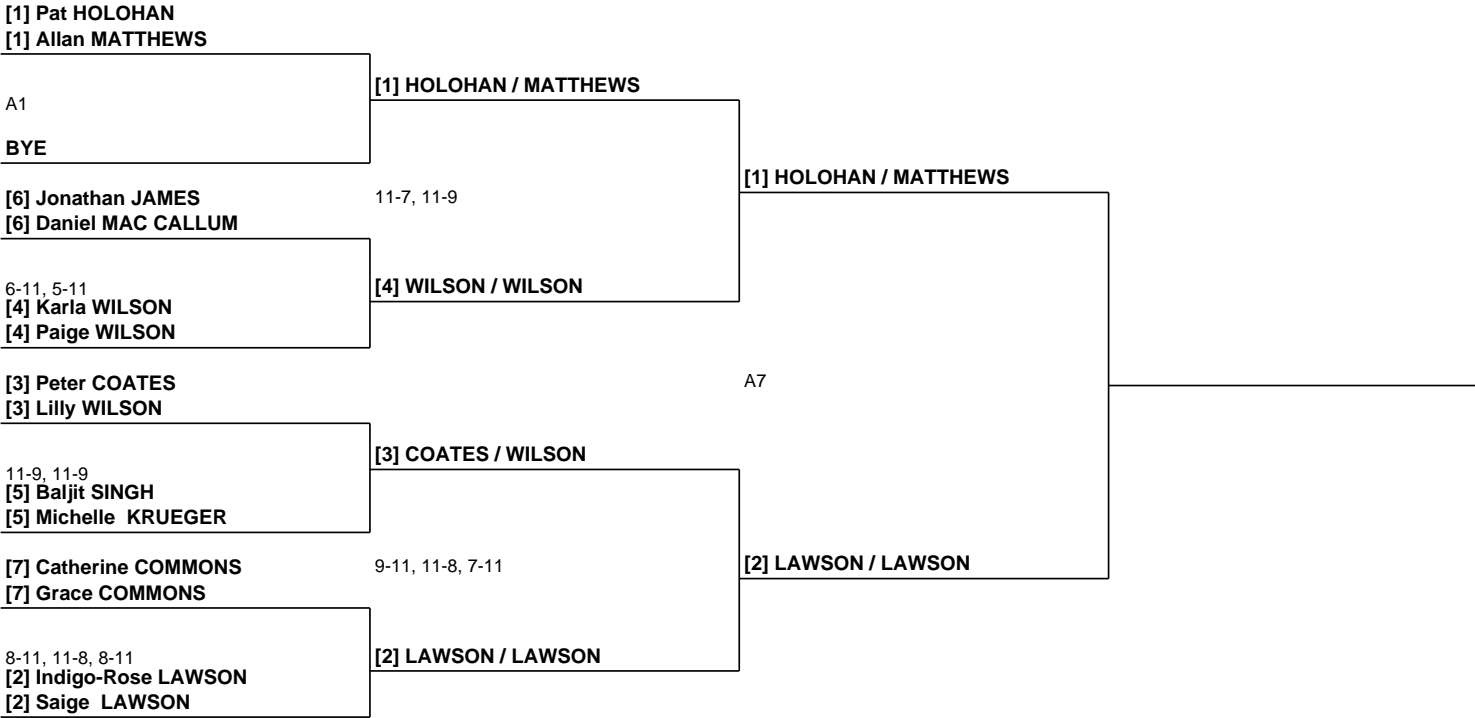 [1] Pat HOLOHAN
[1] Allan MATTHEWS
[1] HOLOHAN / MATTHEWS
A1
BYE
[1] HOLOHAN / MATTHEWS
[6] Jonathan JAMES
11-7, 11-9
[6] Daniel MAC CALLUM
6-11, 5-11
[4] WILSON / WILSON
[4] Karla WILSON
[4] Paige WILSON
[3] Peter COATES
A7
[3] Lilly WILSON
[3] COATES / WILSON
11-9, 11-9
[5] Baljit SINGH
[5] Michelle  KRUEGER
[7] Catherine COMMONS
9-11, 11-8, 7-11
[2] LAWSON / LAWSON
[7] Grace COMMONS
8-11, 11-8, 8-11
[2] LAWSON / LAWSON
[2] Indigo-Rose LAWSON
[2] Saige  LAWSON